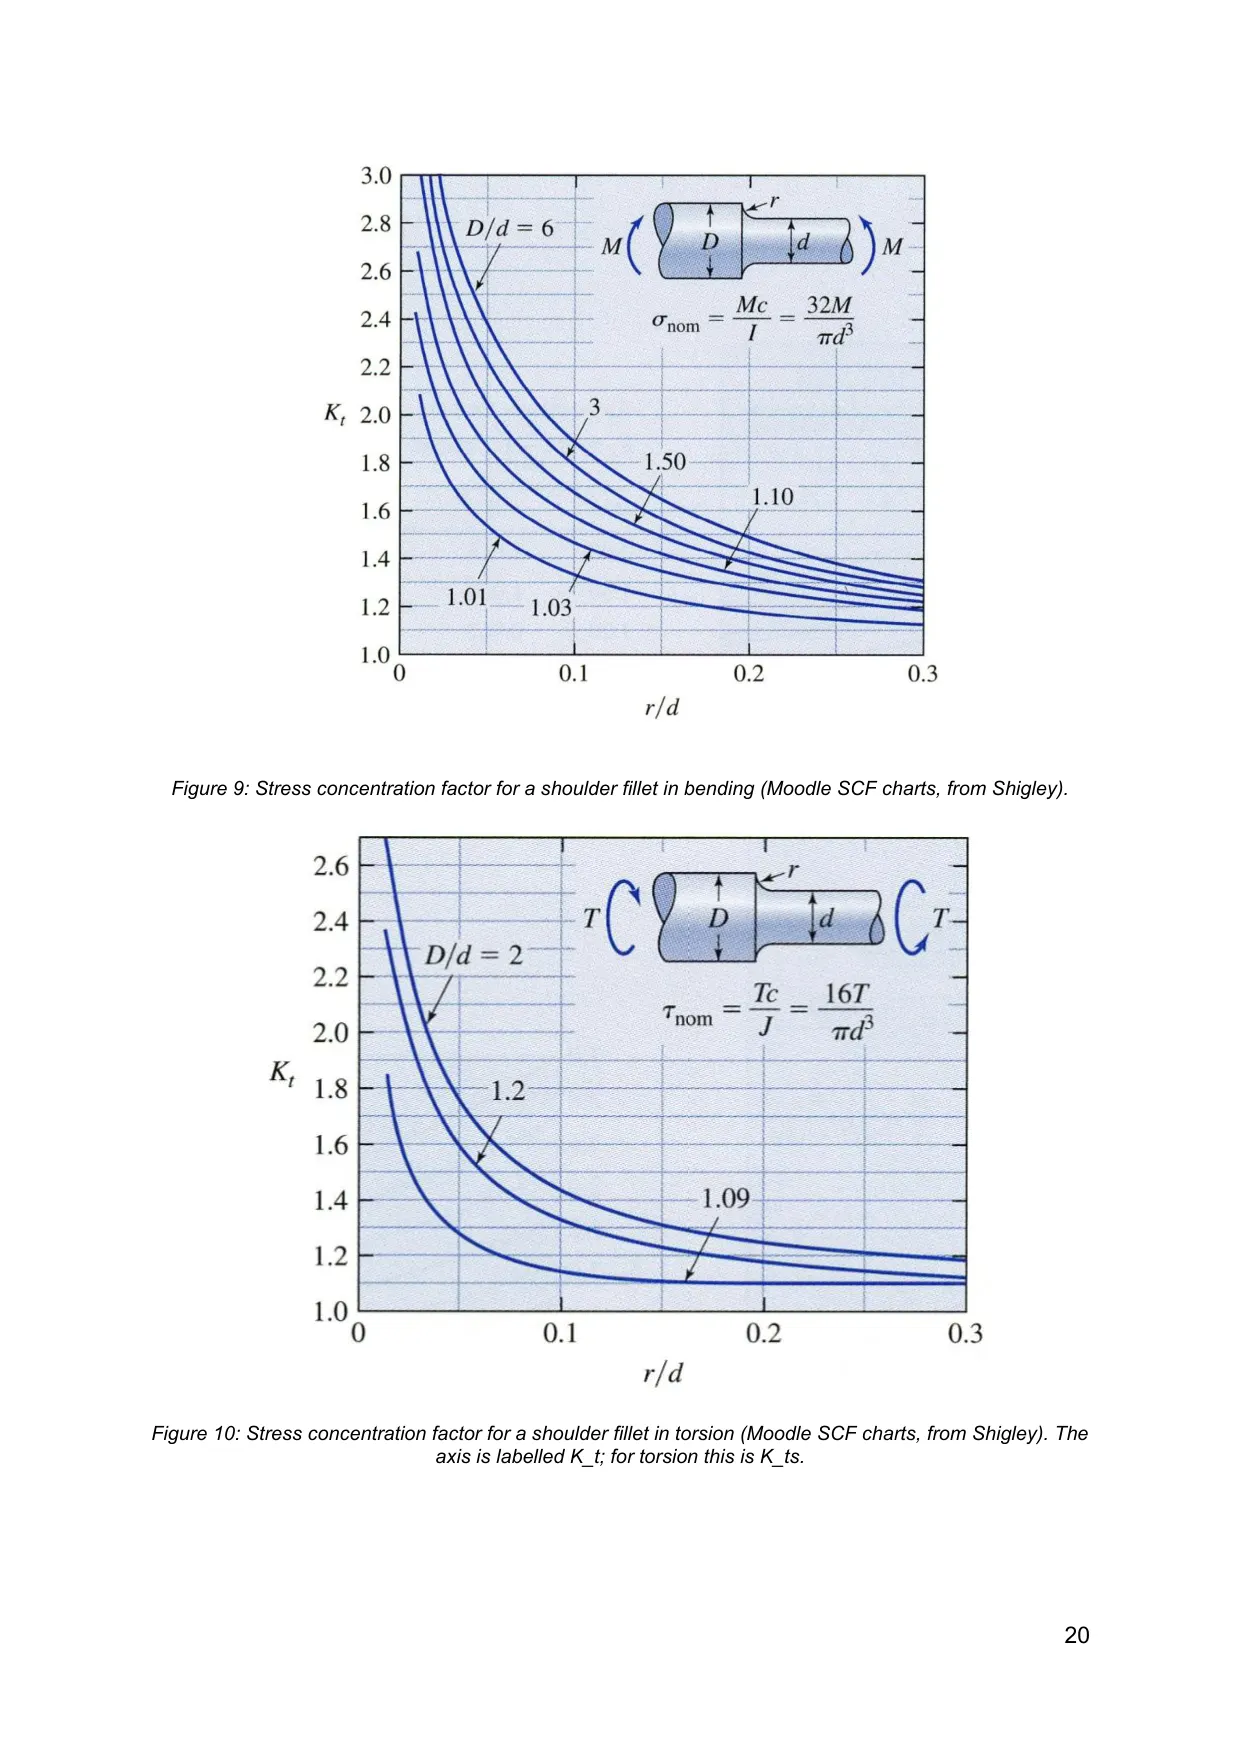 3.0
2.8
2.6
2.4
2.2
K_t 2.0
1.8
1.6
1.4
1.2
1.0
D/d = 6
3
1.50
1.10
1.01
1.03
r
M D d M
σ_nom = Mc/I = 32M/πd³
0 0.1 0.2 0.3
r/d
Figure 9: Stress concentration factor for a shoulder fillet in bending (Moodle SCF charts, from Shigley).
2.6
2.4
2.2
2.0
K_t 1.8
1.6
1.4
1.2
1.0
D/d = 2
1.2
1.09
r
T D d T
τ_nom = Tc/J = 16T/πd³
0 0.1 0.2 0.3
r/d
Figure 10: Stress concentration factor for a shoulder fillet in torsion (Moodle SCF charts, from Shigley). The
axis is labelled K_t; for torsion this is K_ts.
20